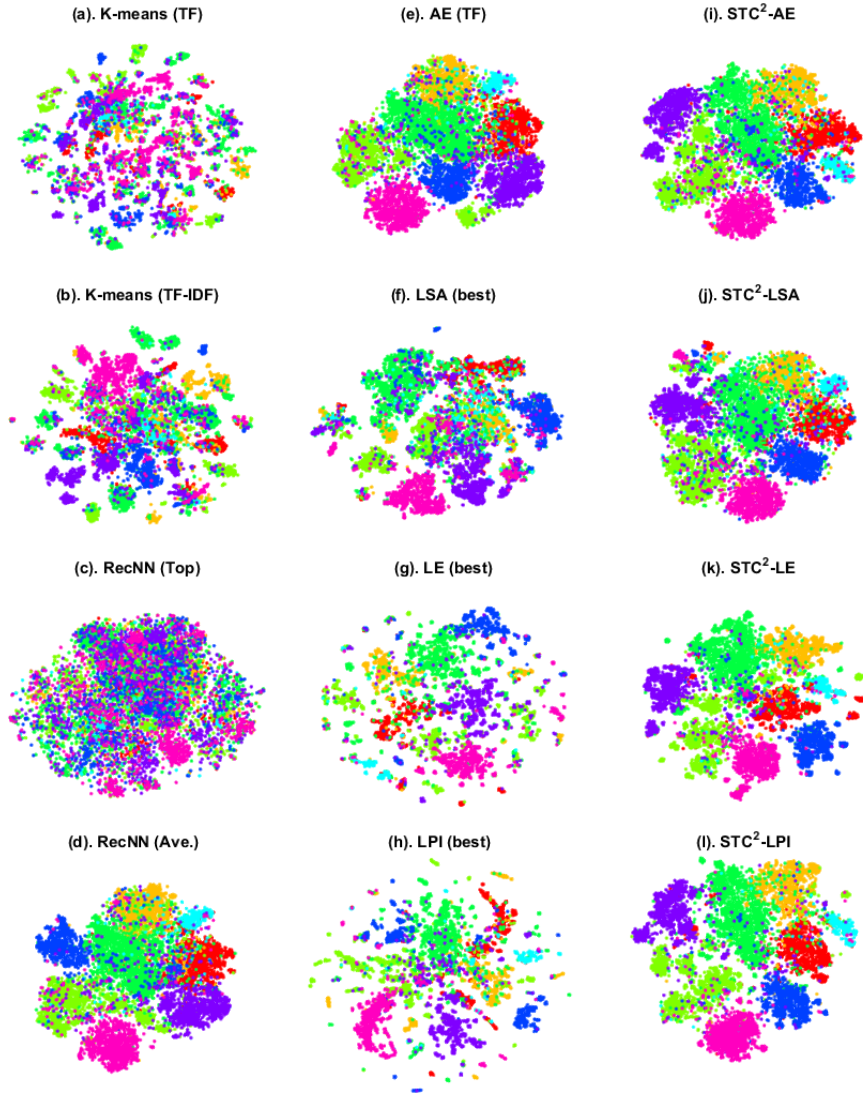 (a). K-means (TF)
(e). AE (TF)
(i). STC²-AE
(b). K-means (TF-IDF)
(f). LSA (best)
(j). STC²-LSA
(c). RecNN (Top)
(g). LE (best)
(k). STC²-LE
(d). RecNN (Ave.)
(h). LPI (best)
(l). STC²-LPI